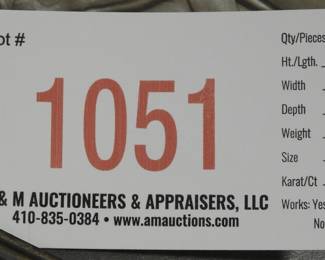 ot #
1051
& M AUCTIONEERS & APPRAISERS, LLC
410-835-0384 • www.amauctions.com
Qty/Pieces
Ht./Lgth.
Width
Depth
Weight
Size
Karat/Ct
Works: Yes
No